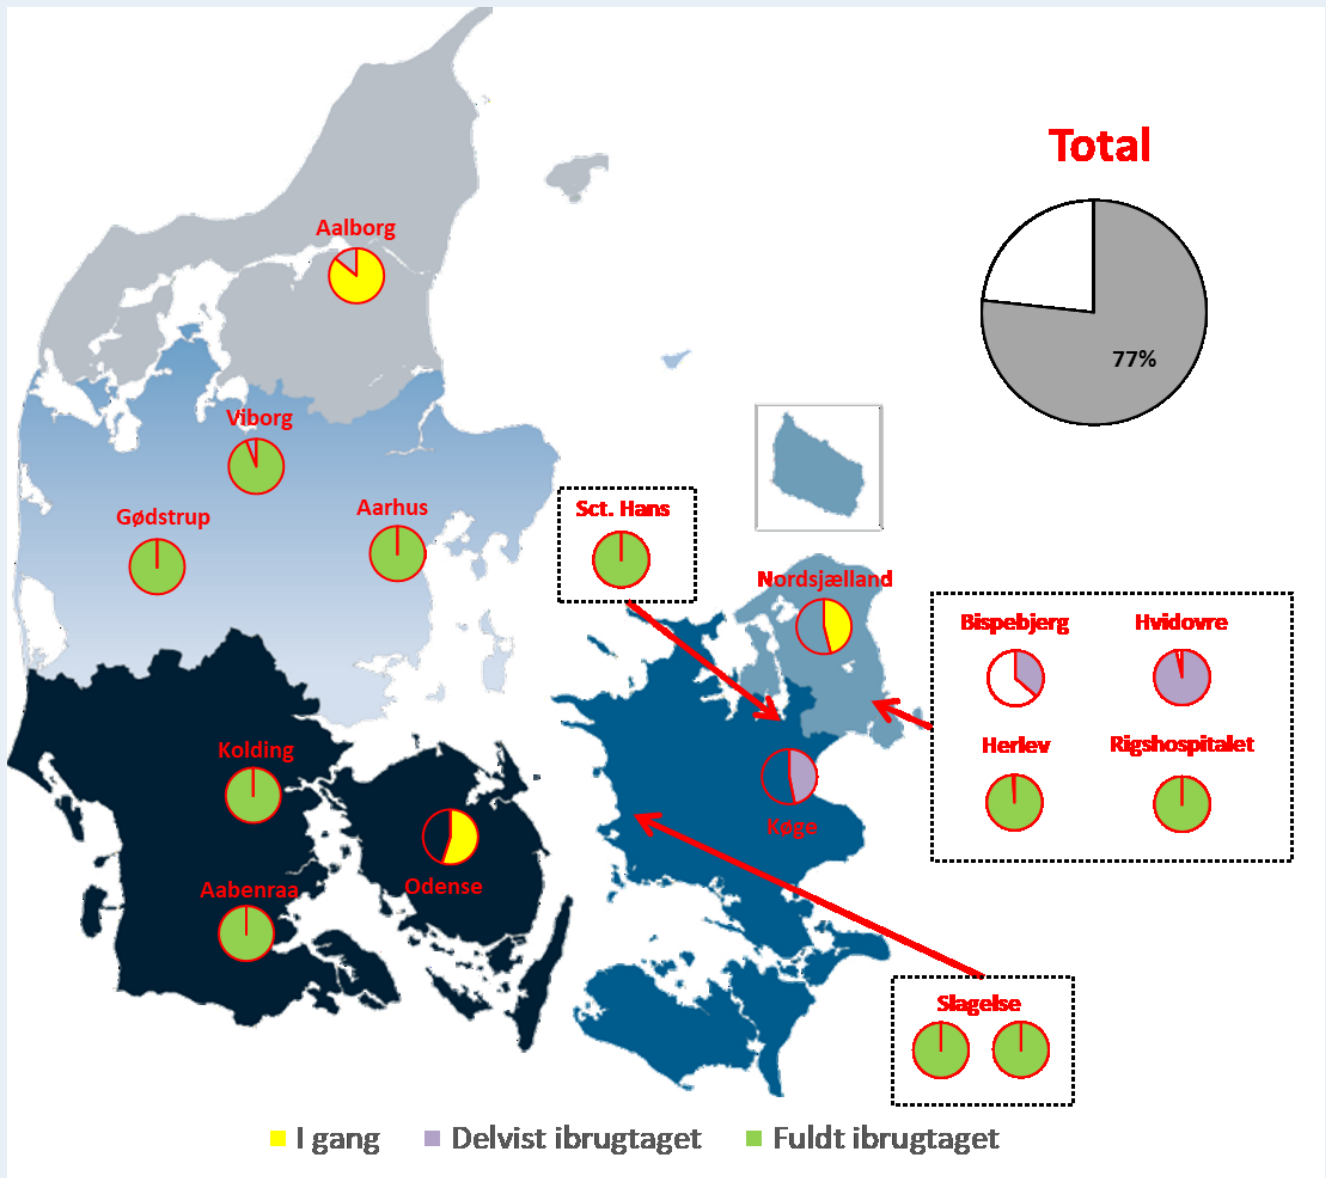 Total
77%
Aalborg
Viborg
Gødstrup
Aarhus
Sct. Hans
Nordsjælland
Bispebjerg
Hvidovre
Herlev
Rigshospitalet
Kolding
Køge
Odense
Aabenraa
Slagelse
I gang
Delvist ibrugtaget
Fuldt ibrugtaget